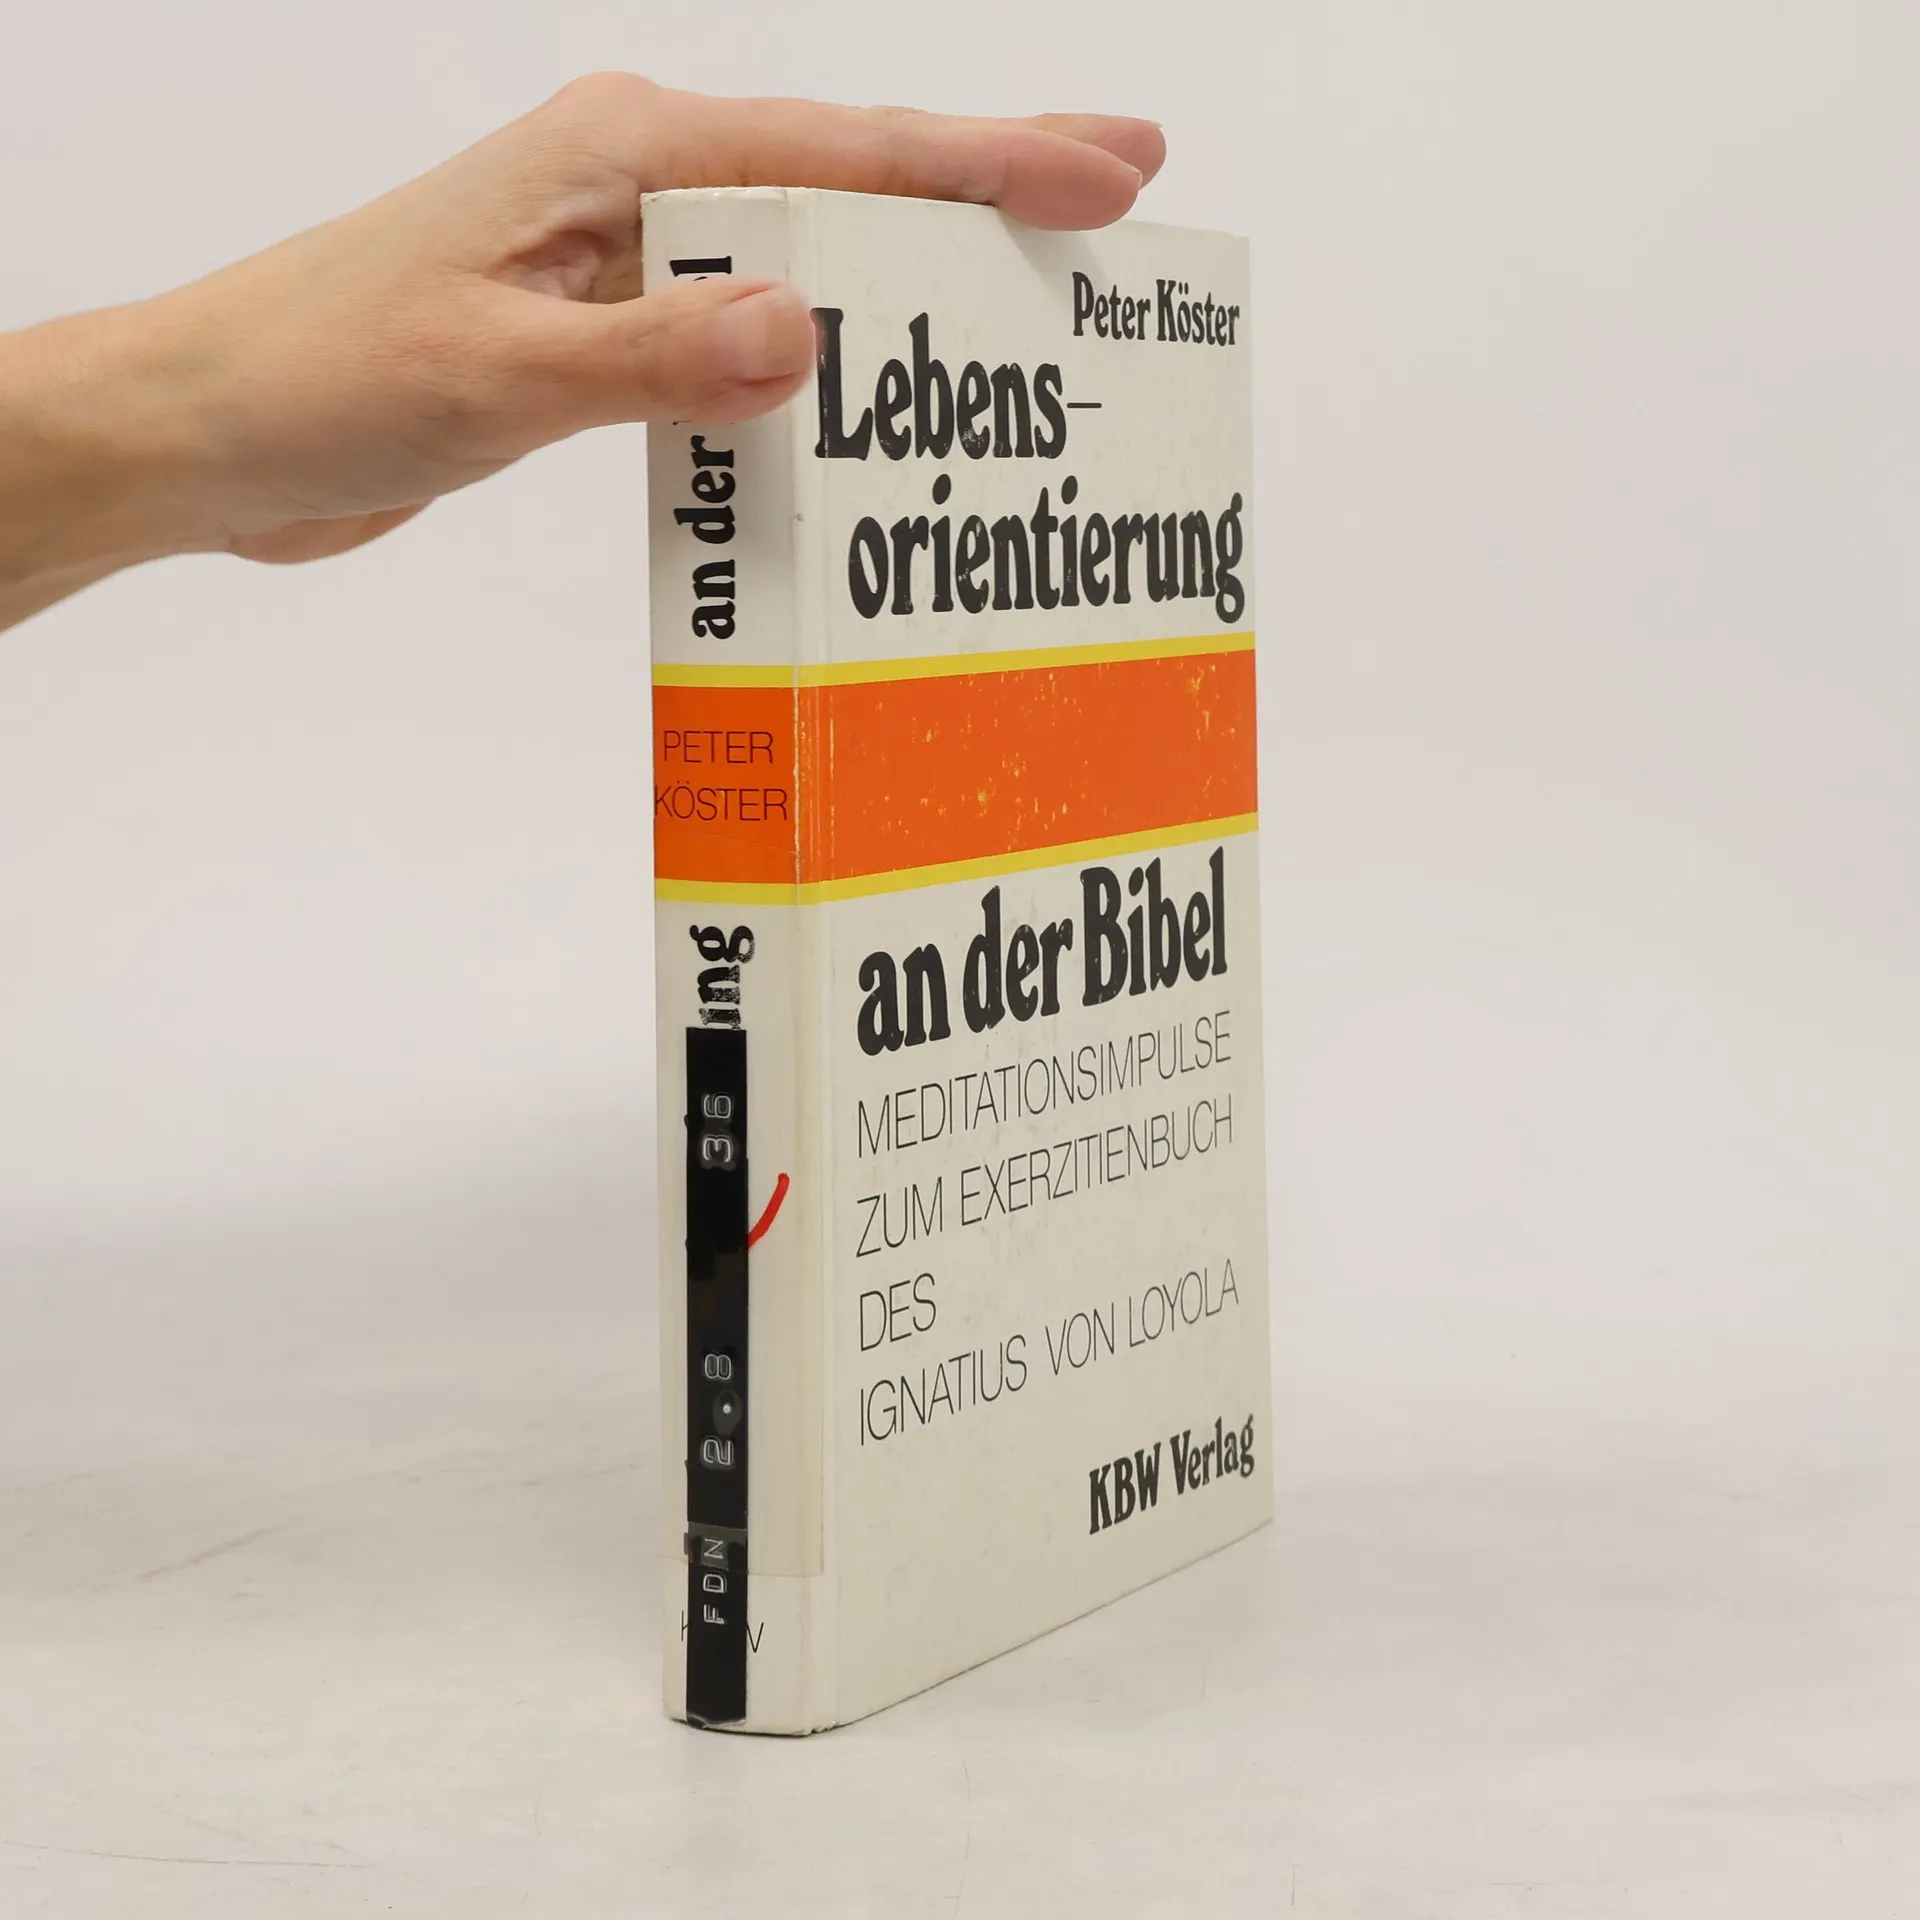 Peter Köster
Lebens-
orientierung
an der Bibel
MEDITATIONSIMPULSE
ZUM EXERZITIENBUCH
DES
IGNATIUS VON LOYOLA
KBW Verlag
an der
PETER
KÖSTER
FDN 2.8 36